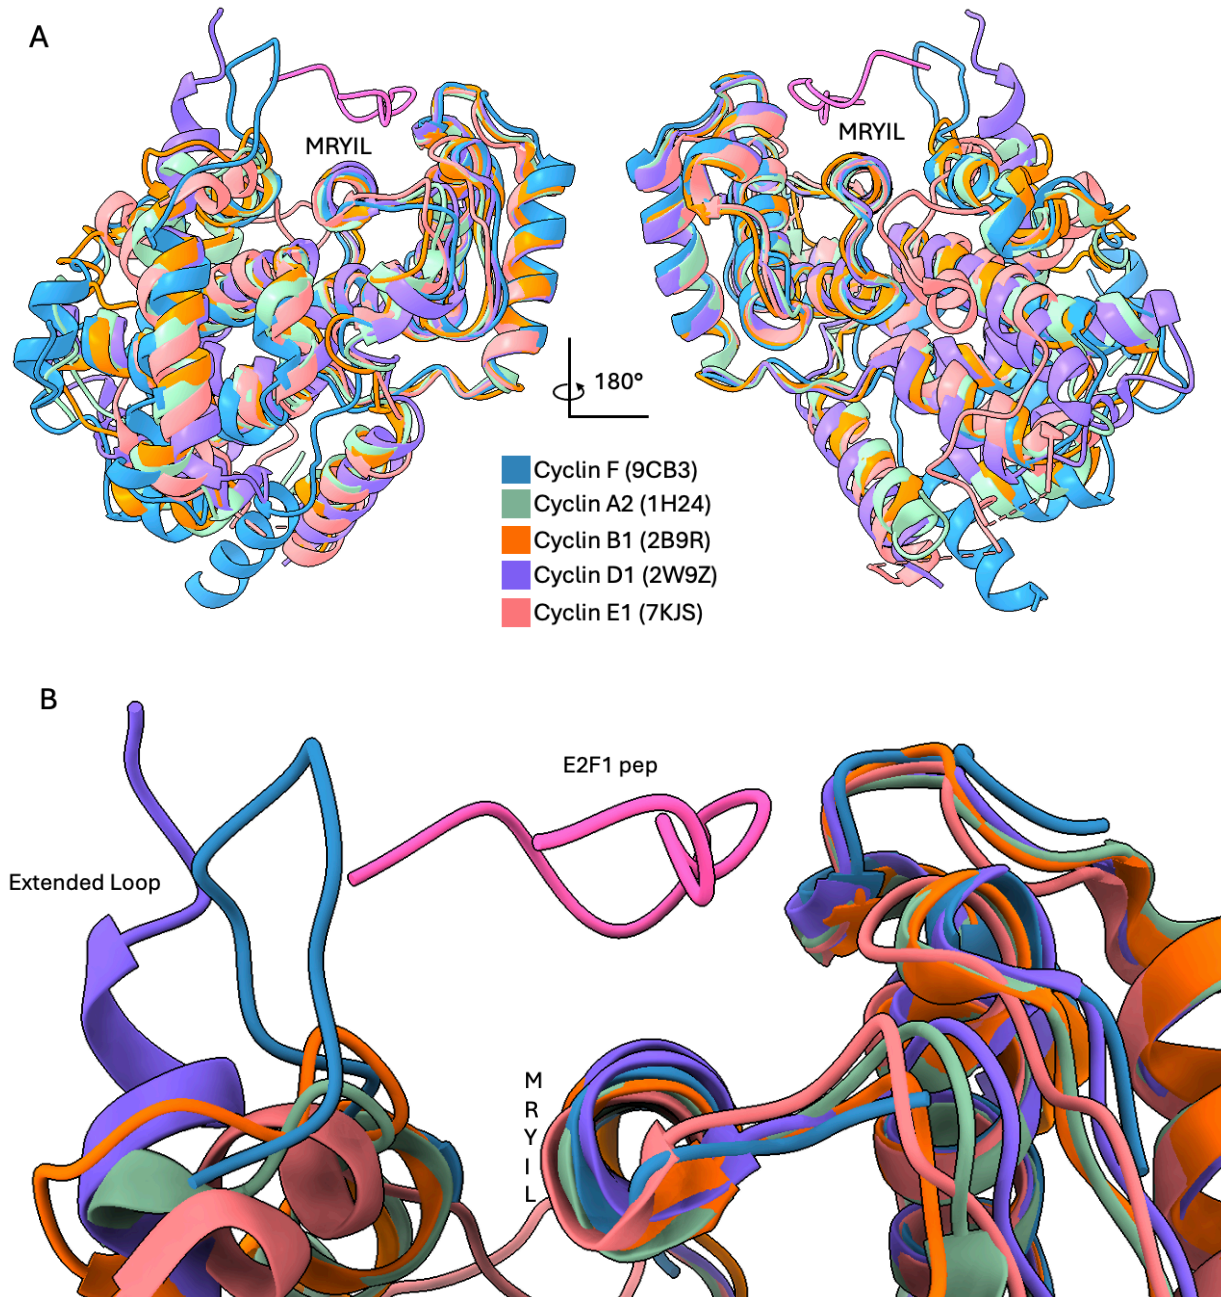 A
MRYIL
MRYIL
180º
Cyclin F (9CB3)
Cyclin A2 (1H24)
Cyclin B1 (2B9R)
Cyclin D1 (2W9Z)
Cyclin E1 (7KJS)
B
E2F1 pep
Extended Loop
M
R
Y
I
L